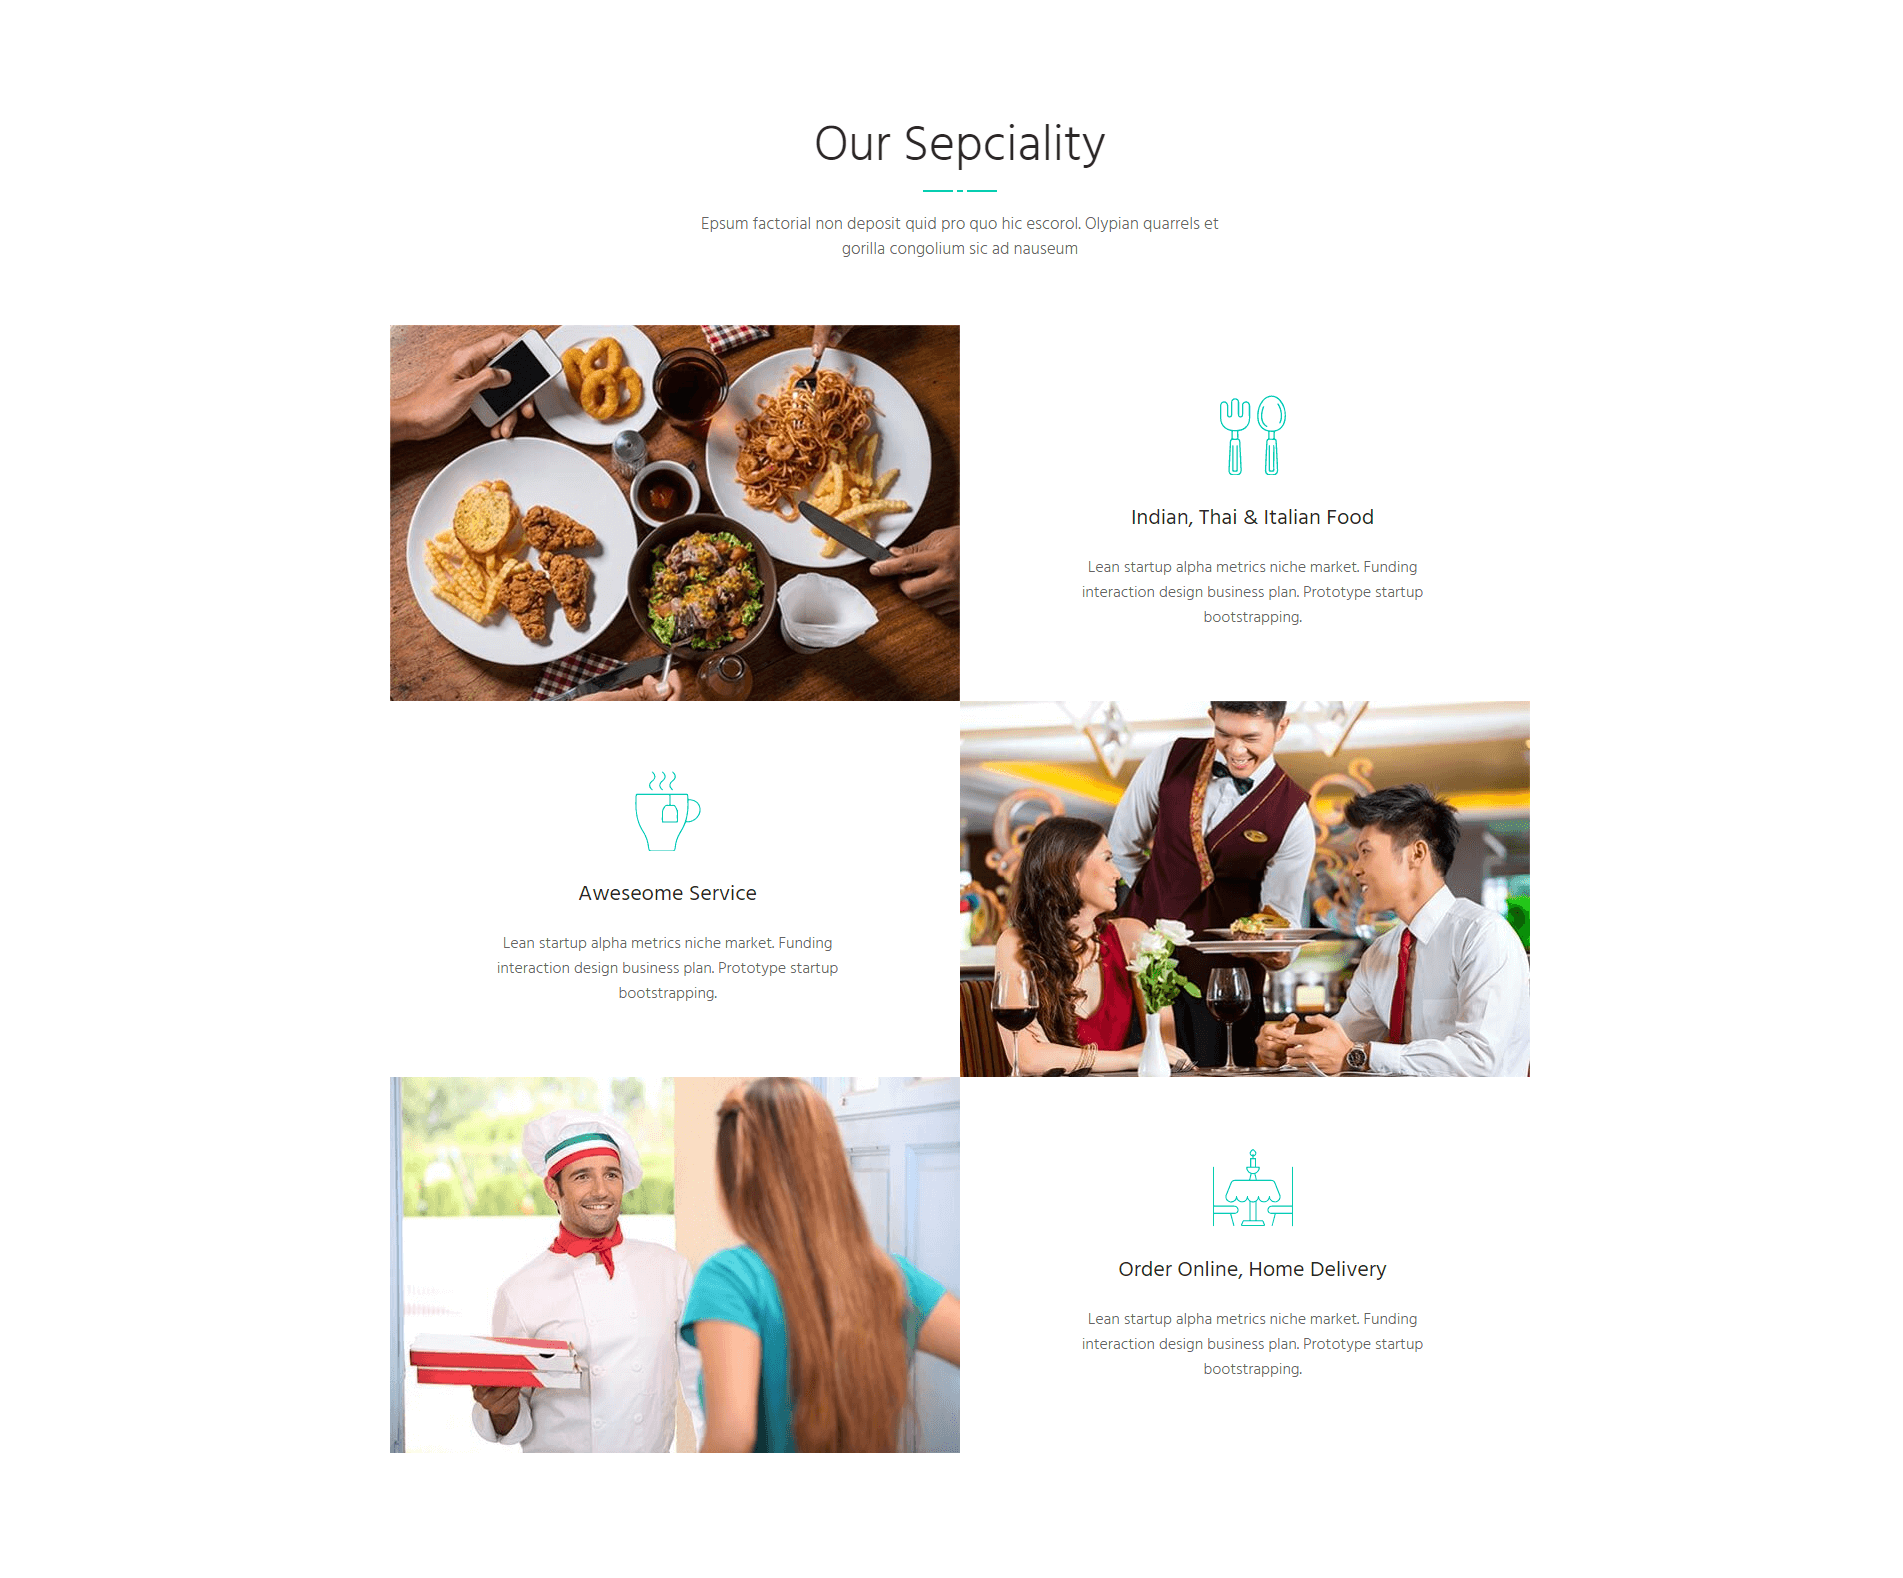 Our Sepciality
Epsum factorial non deposit quid pro quo hic escorol. Olypian quarrels et
gorilla congolium sic ad nauseum
Indian, Thai & Italian Food
Lean startup alpha metrics niche market. Funding
interaction design business plan. Prototype startup
bootstrapping.
Aweseome Service
Lean startup alpha metrics niche market. Funding
interaction design business plan. Prototype startup
bootstrapping.
Order Online, Home Delivery
Lean startup alpha metrics niche market. Funding
interaction design business plan. Prototype startup
bootstrapping.